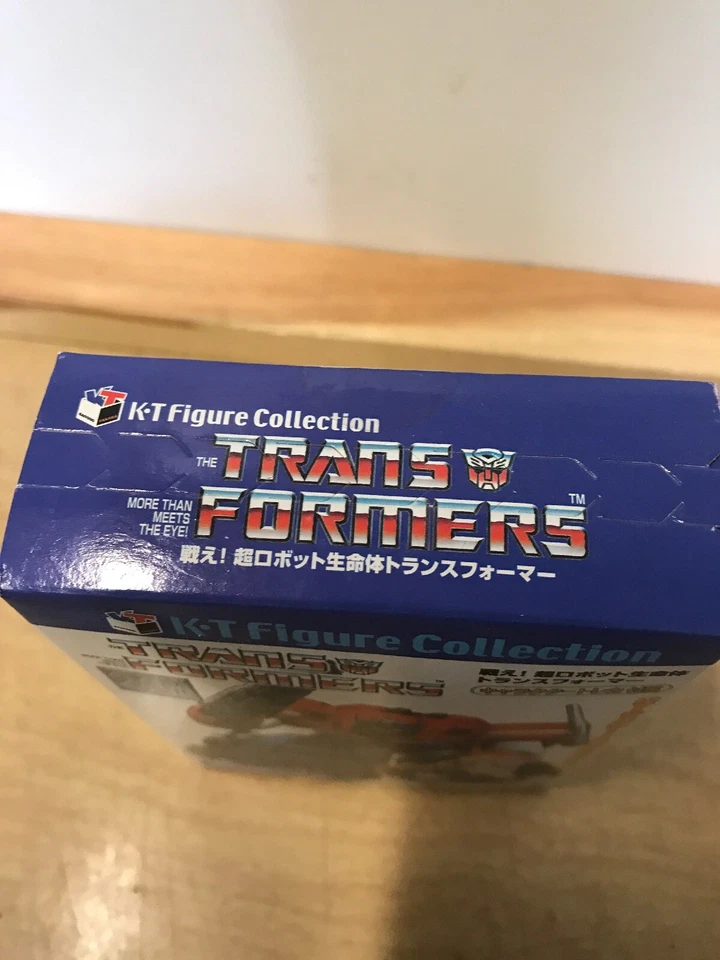 K·T Figure Collection
THE TRANS
FORMERS™
MORE THAN
MEETS
THE EYE!
戦え! 超ロボット生命体トランスフォーマー
K·T Figure Collection
TRANS
FORMERS
戦え! 超ロボット生命体
トランスフォーマー